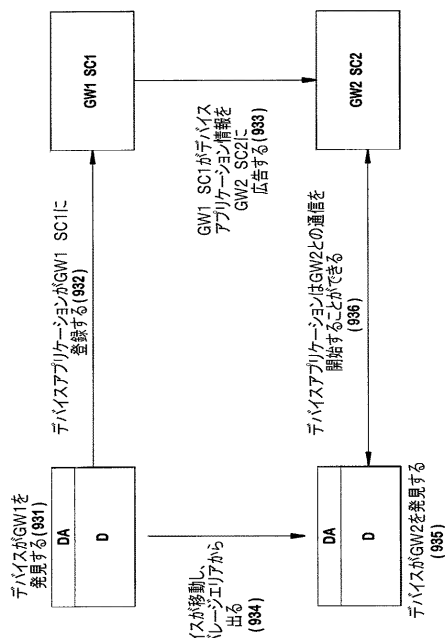 デバイスがGW1を
発見する(931)
DA
D
デバイスアプリケーションがGW1 SC1に
登録する(932)
GW1 SC1
GW1 SC1がデバイス
アプリケーション情報を
GW2 SC2に
広告する(933)
イスが移動し、
バレージエリアから
出る
(934)
DA
D
デバイスがGW2を発見する
(935)
デバイスアプリケーションはGW2との通信を
開始することができる
(936)
GW2 SC2